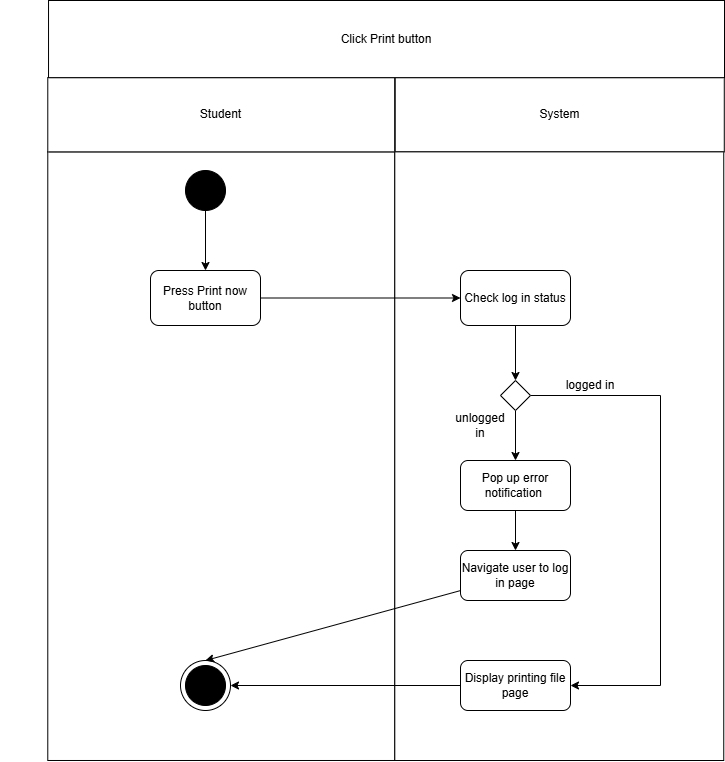 Click Print button
Student
System
Press Print now
button
Check log in status
logged in
unlogged
in
Pop up error
notification
Navigate user to log
in page
Display printing file
page